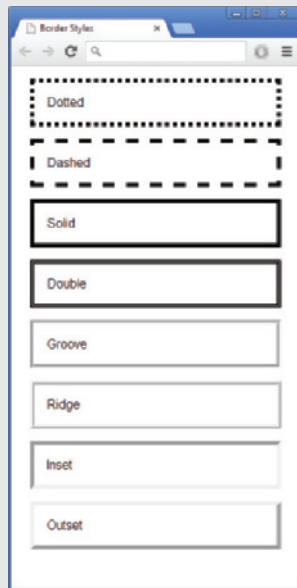 Border Styles
Dotted
Dashed
Solid
Double
Groove
Ridge
Inset
Outset